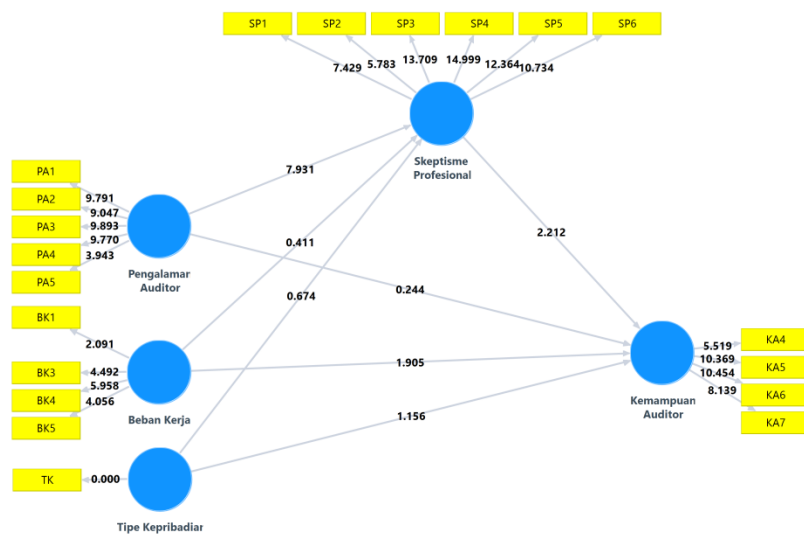 SP1 SP2 SP3 SP4 SP5 SP6
7.429 5.783 13.709 14.999 12.364 10.734
Skeptisme
Profesional
PA1
PA2
PA3
PA4
PA5
9.791
9.047
9.893
9.770
3.943
Pengalamar
Auditor
7.931
0.411
0.674
2.212
0.244
BK1
BK3
BK4
BK5
2.091
4.492
5.958
4.056
Beban Kerja
1.905
1.156
Kemampuan
Auditor
5.519
10.369
10.454
8.139
KA4
KA5
KA6
KA7
TK
0.000
Tipe Kepribadiar